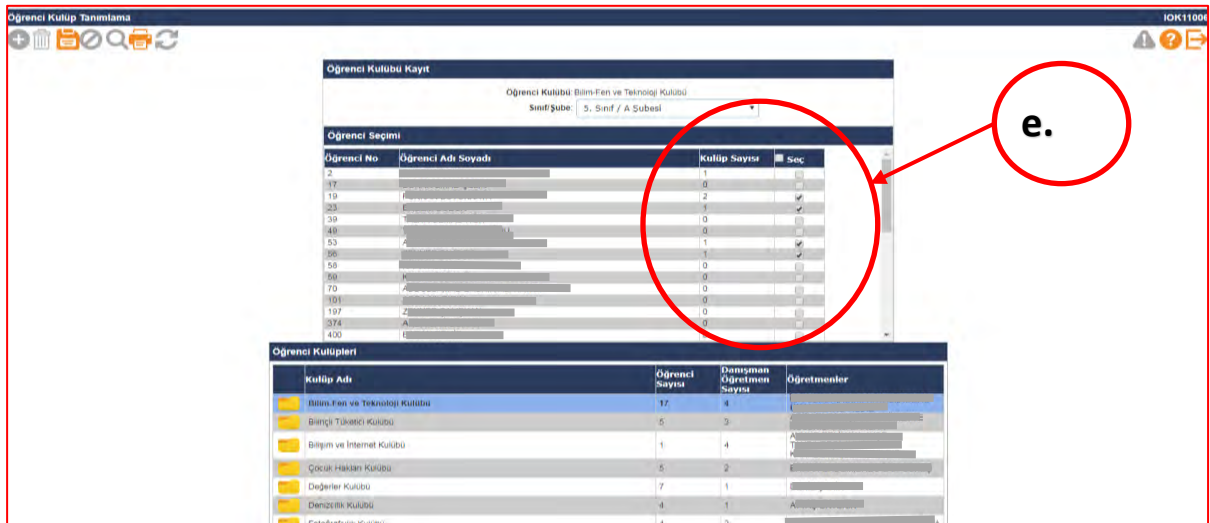 Öğrenci Kulüp Tanımlama
IOK11006
Öğrenci Kulübü Kayıt
Öğrenci Kulübü: Bilim-Fen ve Teknoloji Kulübü
Sınıf/Şube: 5. Sınıf / A Şubesi
e.
Öğrenci Seçimi
Öğrenci No Öğrenci Adı Soyadı Kulüp Sayısı Seç
2 1
17 0
19 2
23 1
39 T 0
49 0
53 A 1
56 1
58 0
59 K 0
70 0
101 0
197 Z 0
374 A 0
400
Öğrenci Kulüpleri
Kulüp Adı Öğrenci Sayısı Danışman Öğretmen Sayısı Öğretmenler
Bilim-Fen ve Teknoloji Kulübü 17 4
Bilinçli Tüketici Kulübü 5 3
Bilişim ve İnternet Kulübü 1 4
Çocuk Hakları Kulübü 5 2
Değerler Kulübü 7 1
Denizcilik Kulübü 4 1